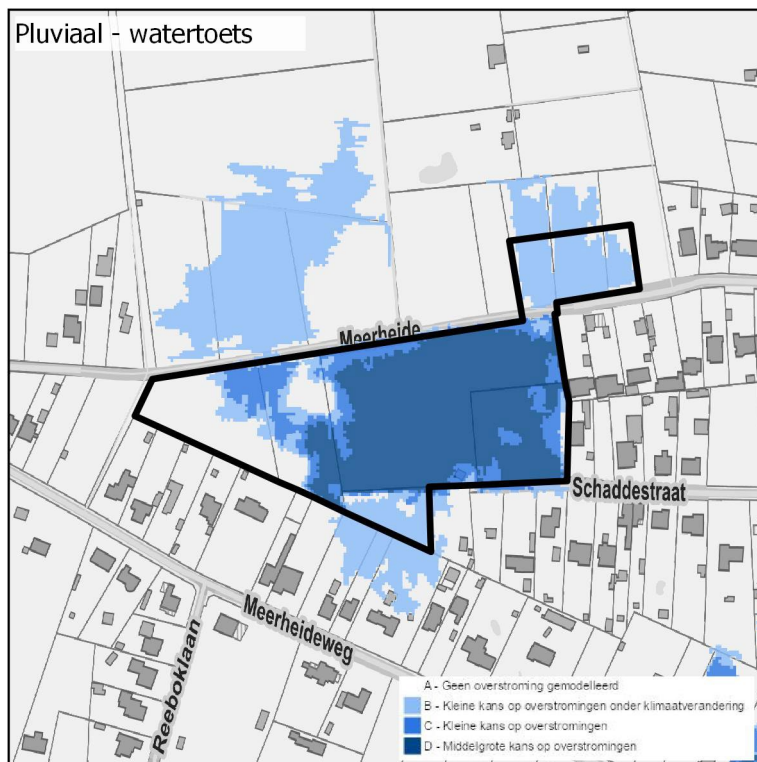 Pluviaal - watertoets
Meerheide
Schaddestraat
Meerheideweg
Reeboklaan
A - Geen overstroming gemodelleerd
B - Kleine kans op overstromingen onder klimaatverandering
C - Kleine kans op overstromingen
D - Middelgrote kans op overstromingen